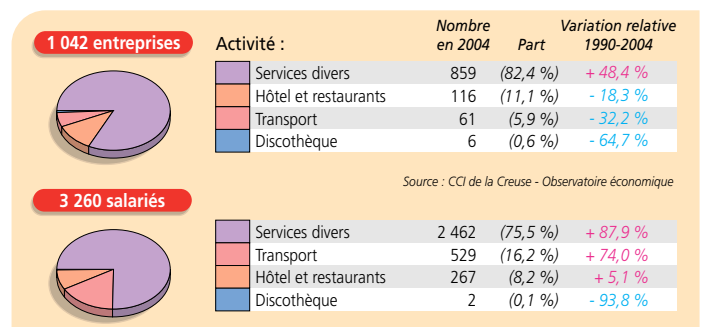 1 042 entreprises
Activité : Nombre en 2004 Part Variation relative 1990-2004
Services divers 859 (82,4 %) + 48,4 %
Hôtel et restaurants 116 (11,1 %) - 18,3 %
Transport 61 (5,9 %) - 32,2 %
Discothèque 6 (0,6 %) - 64,7 %
Source : CCI de la Creuse - Observatoire économique
3 260 salariés
Services divers 2 462 (75,5 %) + 87,9 %
Transport 529 (16,2 %) + 74,0 %
Hôtel et restaurants 267 (8,2 %) + 5,1 %
Discothèque 2 (0,1 %) - 93,8 %